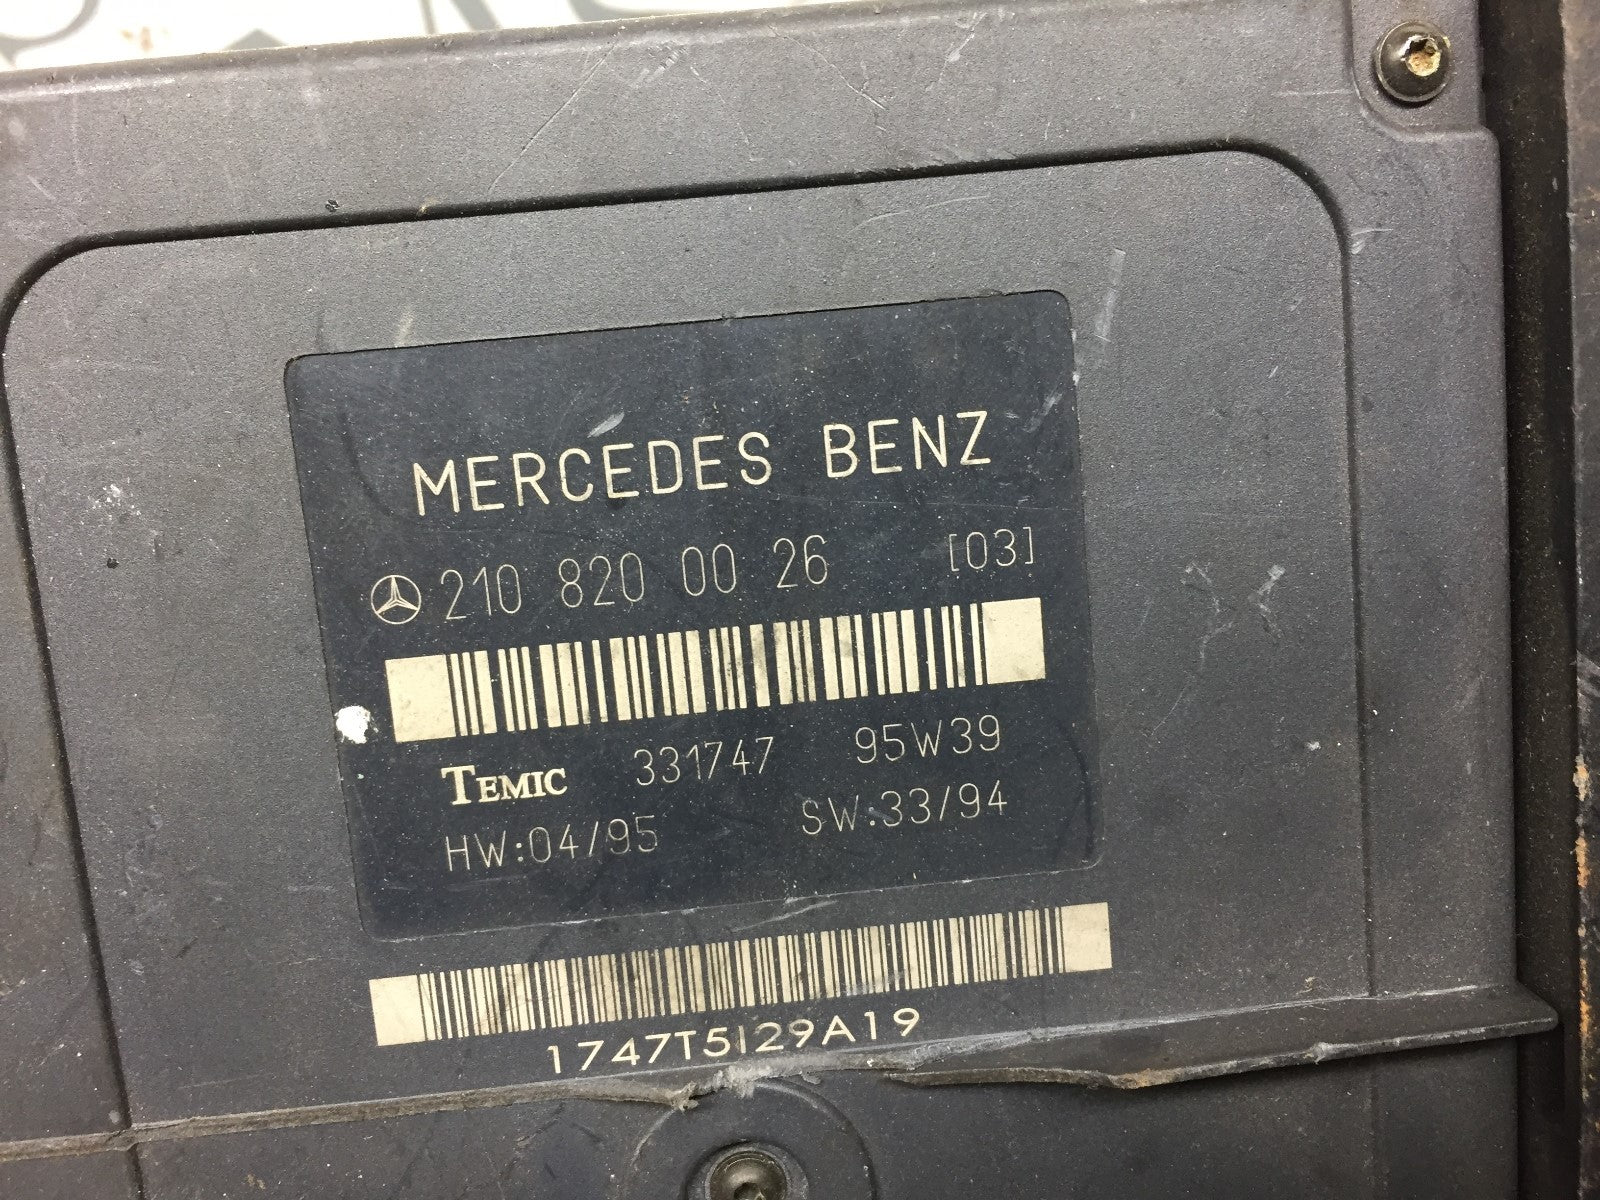 MERCEDES BENZ
210 820 00 26 [03]
TEMIC 331747 95W39
HW:04/95 SW:33/94
1747T5I29A19